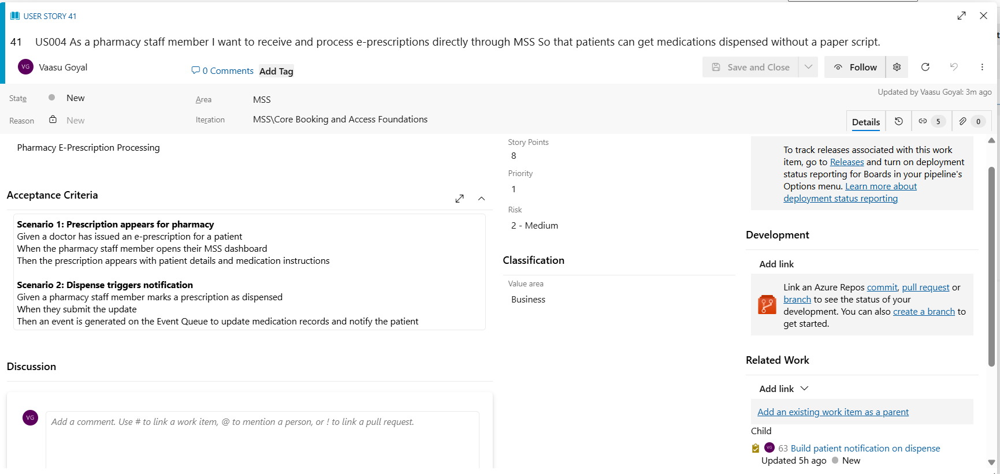 USER STORY 41
41 US004 As a pharmacy staff member I want to receive and process e-prescriptions directly through MSS So that patients can get medications dispensed without a paper script.
VG Vaasu Goyal
0 Comments Add Tag
Save and Close
Follow
State New
Area MSS
Updated by Vaasu Goyal: 3m ago
Reason New
Iteration MSS\Core Booking and Access Foundations
Details 5 0
Pharmacy E-Prescription Processing
Acceptance Criteria
Scenario 1: Prescription appears for pharmacy
Given a doctor has issued an e-prescription for a patient
When the pharmacy staff member opens their MSS dashboard
Then the prescription appears with patient details and medication instructions
Scenario 2: Dispense triggers notification
Given a pharmacy staff member marks a prescription as dispensed
When they submit the update
Then an event is generated on the Event Queue to update medication records and notify the patient
Discussion
VG
Add a comment. Use # to link a work item, @ to mention a person, or ! to link a pull request.
Story Points
8
Priority
1
Risk
2 - Medium
Classification
Value area
Business
To track releases associated with this work
item, go to Releases and turn on deployment
status reporting for Boards in your pipeline's
Options menu. Learn more about
deployment status reporting
Development
Add link
Link an Azure Repos commit, pull request or
branch to see the status of your
development. You can also create a branch to
get started.
Related Work
Add link
Add an existing work item as a parent
Child
VG 63 Build patient notification on dispense
Updated 5h ago New